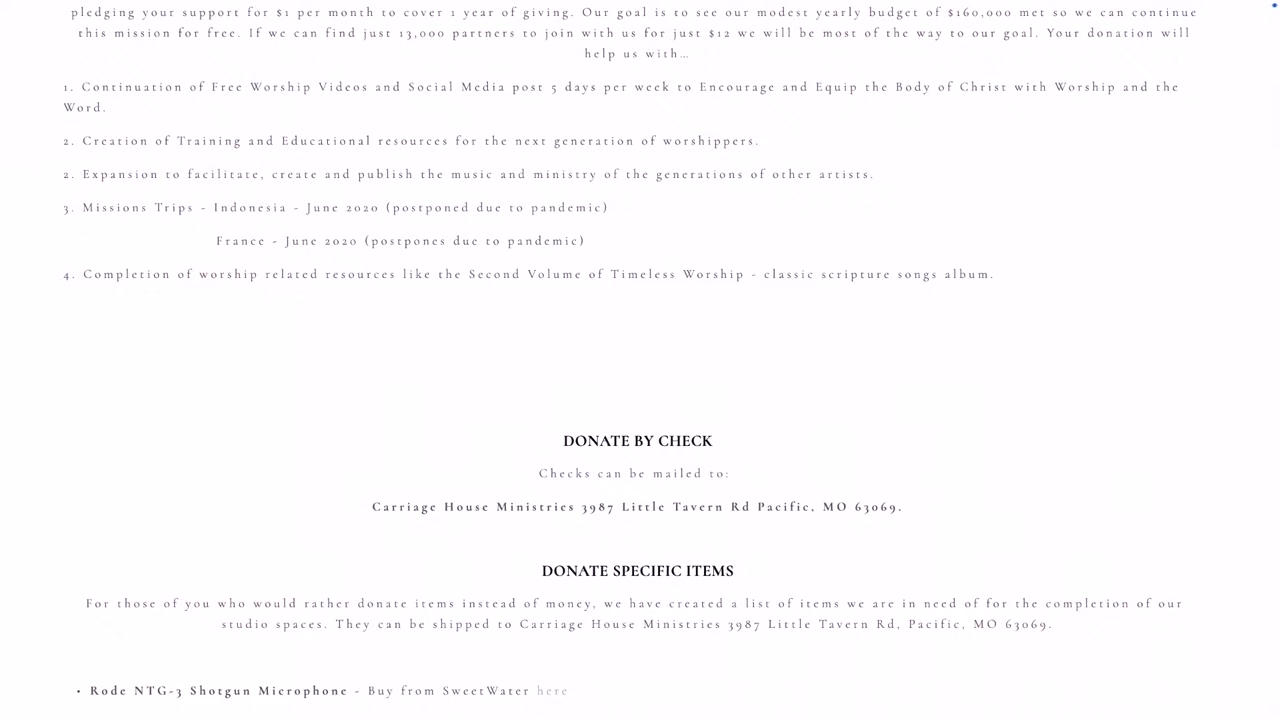 pledging your support for $1 per month to cover 1 year of giving. Our goal is to see our modest yearly budget of $160,000 met so we can continue
this mission for free. If we can find just 13,000 partners to join with us for just $12 we will be most of the way to our goal. Your donation will
help us with…
1. Continuation of Free Worship Videos and Social Media post 5 days per week to Encourage and Equip the Body of Christ with Worship and the
Word.
2. Creation of Training and Educational resources for the next generation of worshippers.
2. Expansion to facilitate, create and publish the music and ministry of the generations of other artists.
3. Missions Trips - Indonesia - June 2020 (postponed due to pandemic)
France - June 2020 (postpones due to pandemic)
4. Completion of worship related resources like the Second Volume of Timeless Worship - classic scripture songs album.
DONATE BY CHECK
Checks can be mailed to:
Carriage House Ministries 3987 Little Tavern Rd Pacific, MO 63069.
DONATE SPECIFIC ITEMS
For those of you who would rather donate items instead of money, we have created a list of items we are in need of for the completion of our
studio spaces. They can be shipped to Carriage House Ministries 3987 Little Tavern Rd, Pacific, MO 63069.
• Rode NTG-3 Shotgun Microphone - Buy from SweetWater here